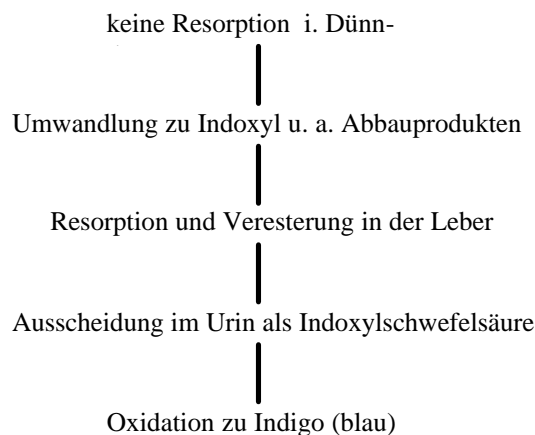 keine Resorption i. Dünn-
Umwandlung zu Indoxyl u. a. Abbauprodukten
Resorption und Veresterung in der Leber
Ausscheidung im Urin als Indoxylschwefelsäure
Oxidation zu Indigo (blau)